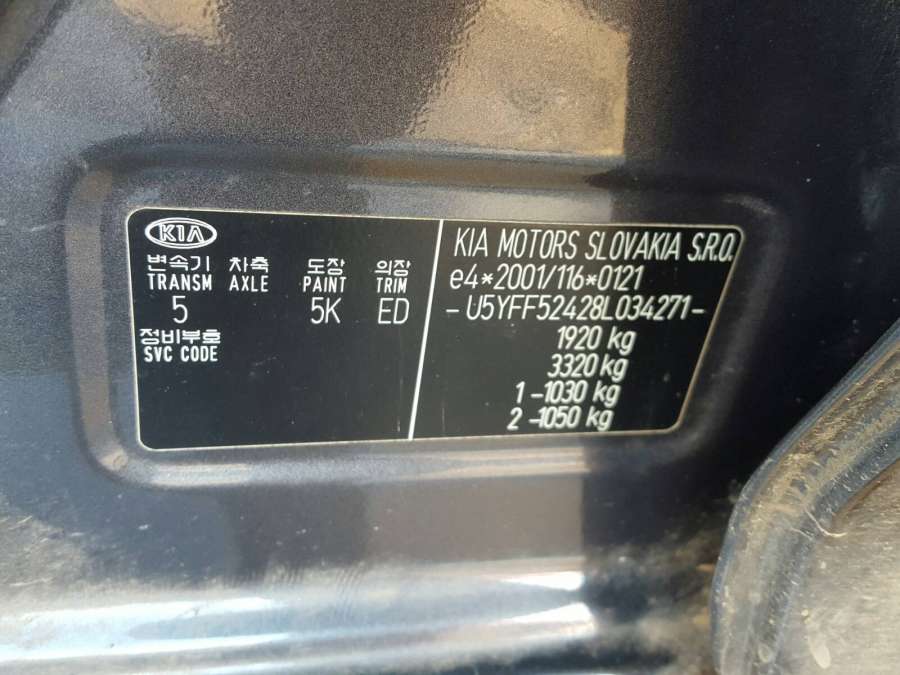 KIA
변속기 차축 도장 의장
TRANSM AXLE PAINT TRIM
5 5K ED
정비부호
SVC CODE
KIA MOTORS SLOVAKIA S.R.O.
e4*2001/116*0121
- U5YFF52428L034271-
1920 kg
3320 kg
1 -1030 kg
2 -1050 kg